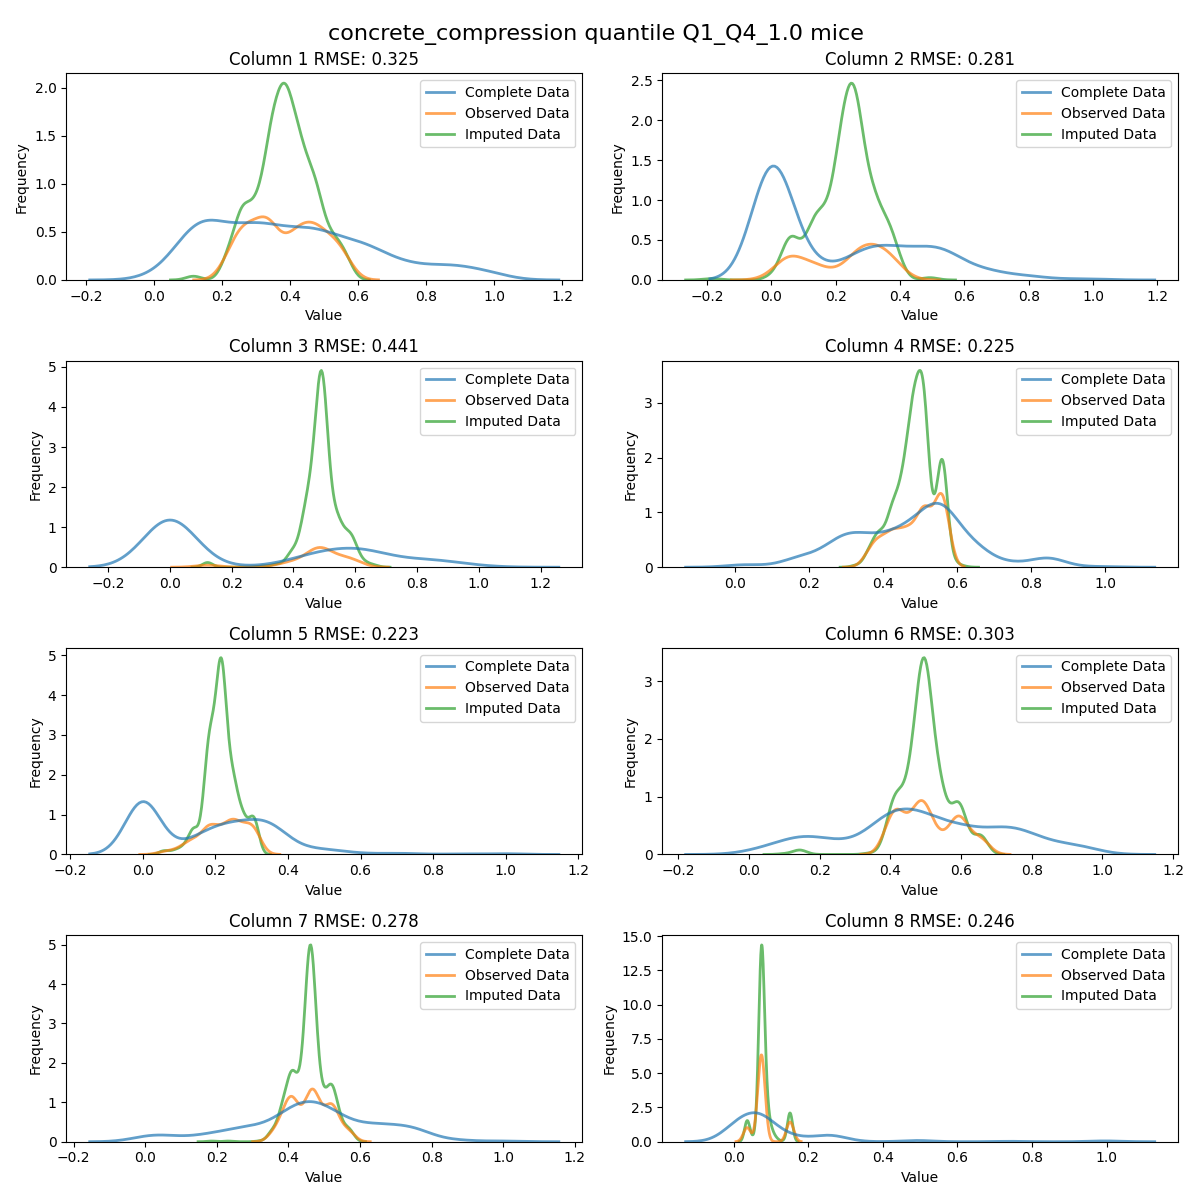 concrete_compression quantile Q1_Q4_1.0 mice
Column 1 RMSE: 0.325
Frequency
2.0
1.5
1.0
0.5
0.0
Complete Data
Observed Data
Imputed Data
−0.2 0.0 0.2 0.4 0.6 0.8 1.0 1.2
Value
Column 2 RMSE: 0.281
Frequency
2.5
2.0
1.5
1.0
0.5
0.0
Complete Data
Observed Data
Imputed Data
−0.2 0.0 0.2 0.4 0.6 0.8 1.0 1.2
Value
Column 3 RMSE: 0.441
Frequency
5
4
3
2
1
0
Complete Data
Observed Data
Imputed Data
−0.2 0.0 0.2 0.4 0.6 0.8 1.0 1.2
Value
Column 4 RMSE: 0.225
Frequency
3
2
1
0
Complete Data
Observed Data
Imputed Data
0.0 0.2 0.4 0.6 0.8 1.0
Value
Column 5 RMSE: 0.223
Frequency
5
4
3
2
1
0
Complete Data
Observed Data
Imputed Data
−0.2 0.0 0.2 0.4 0.6 0.8 1.0 1.2
Value
Column 6 RMSE: 0.303
Frequency
3
2
1
0
Complete Data
Observed Data
Imputed Data
−0.2 0.0 0.2 0.4 0.6 0.8 1.0 1.2
Value
Column 7 RMSE: 0.278
Frequency
5
4
3
2
1
0
Complete Data
Observed Data
Imputed Data
−0.2 0.0 0.2 0.4 0.6 0.8 1.0 1.2
Value
Column 8 RMSE: 0.246
Frequency
15.0
12.5
10.0
7.5
5.0
2.5
0.0
Complete Data
Observed Data
Imputed Data
0.0 0.2 0.4 0.6 0.8 1.0
Value